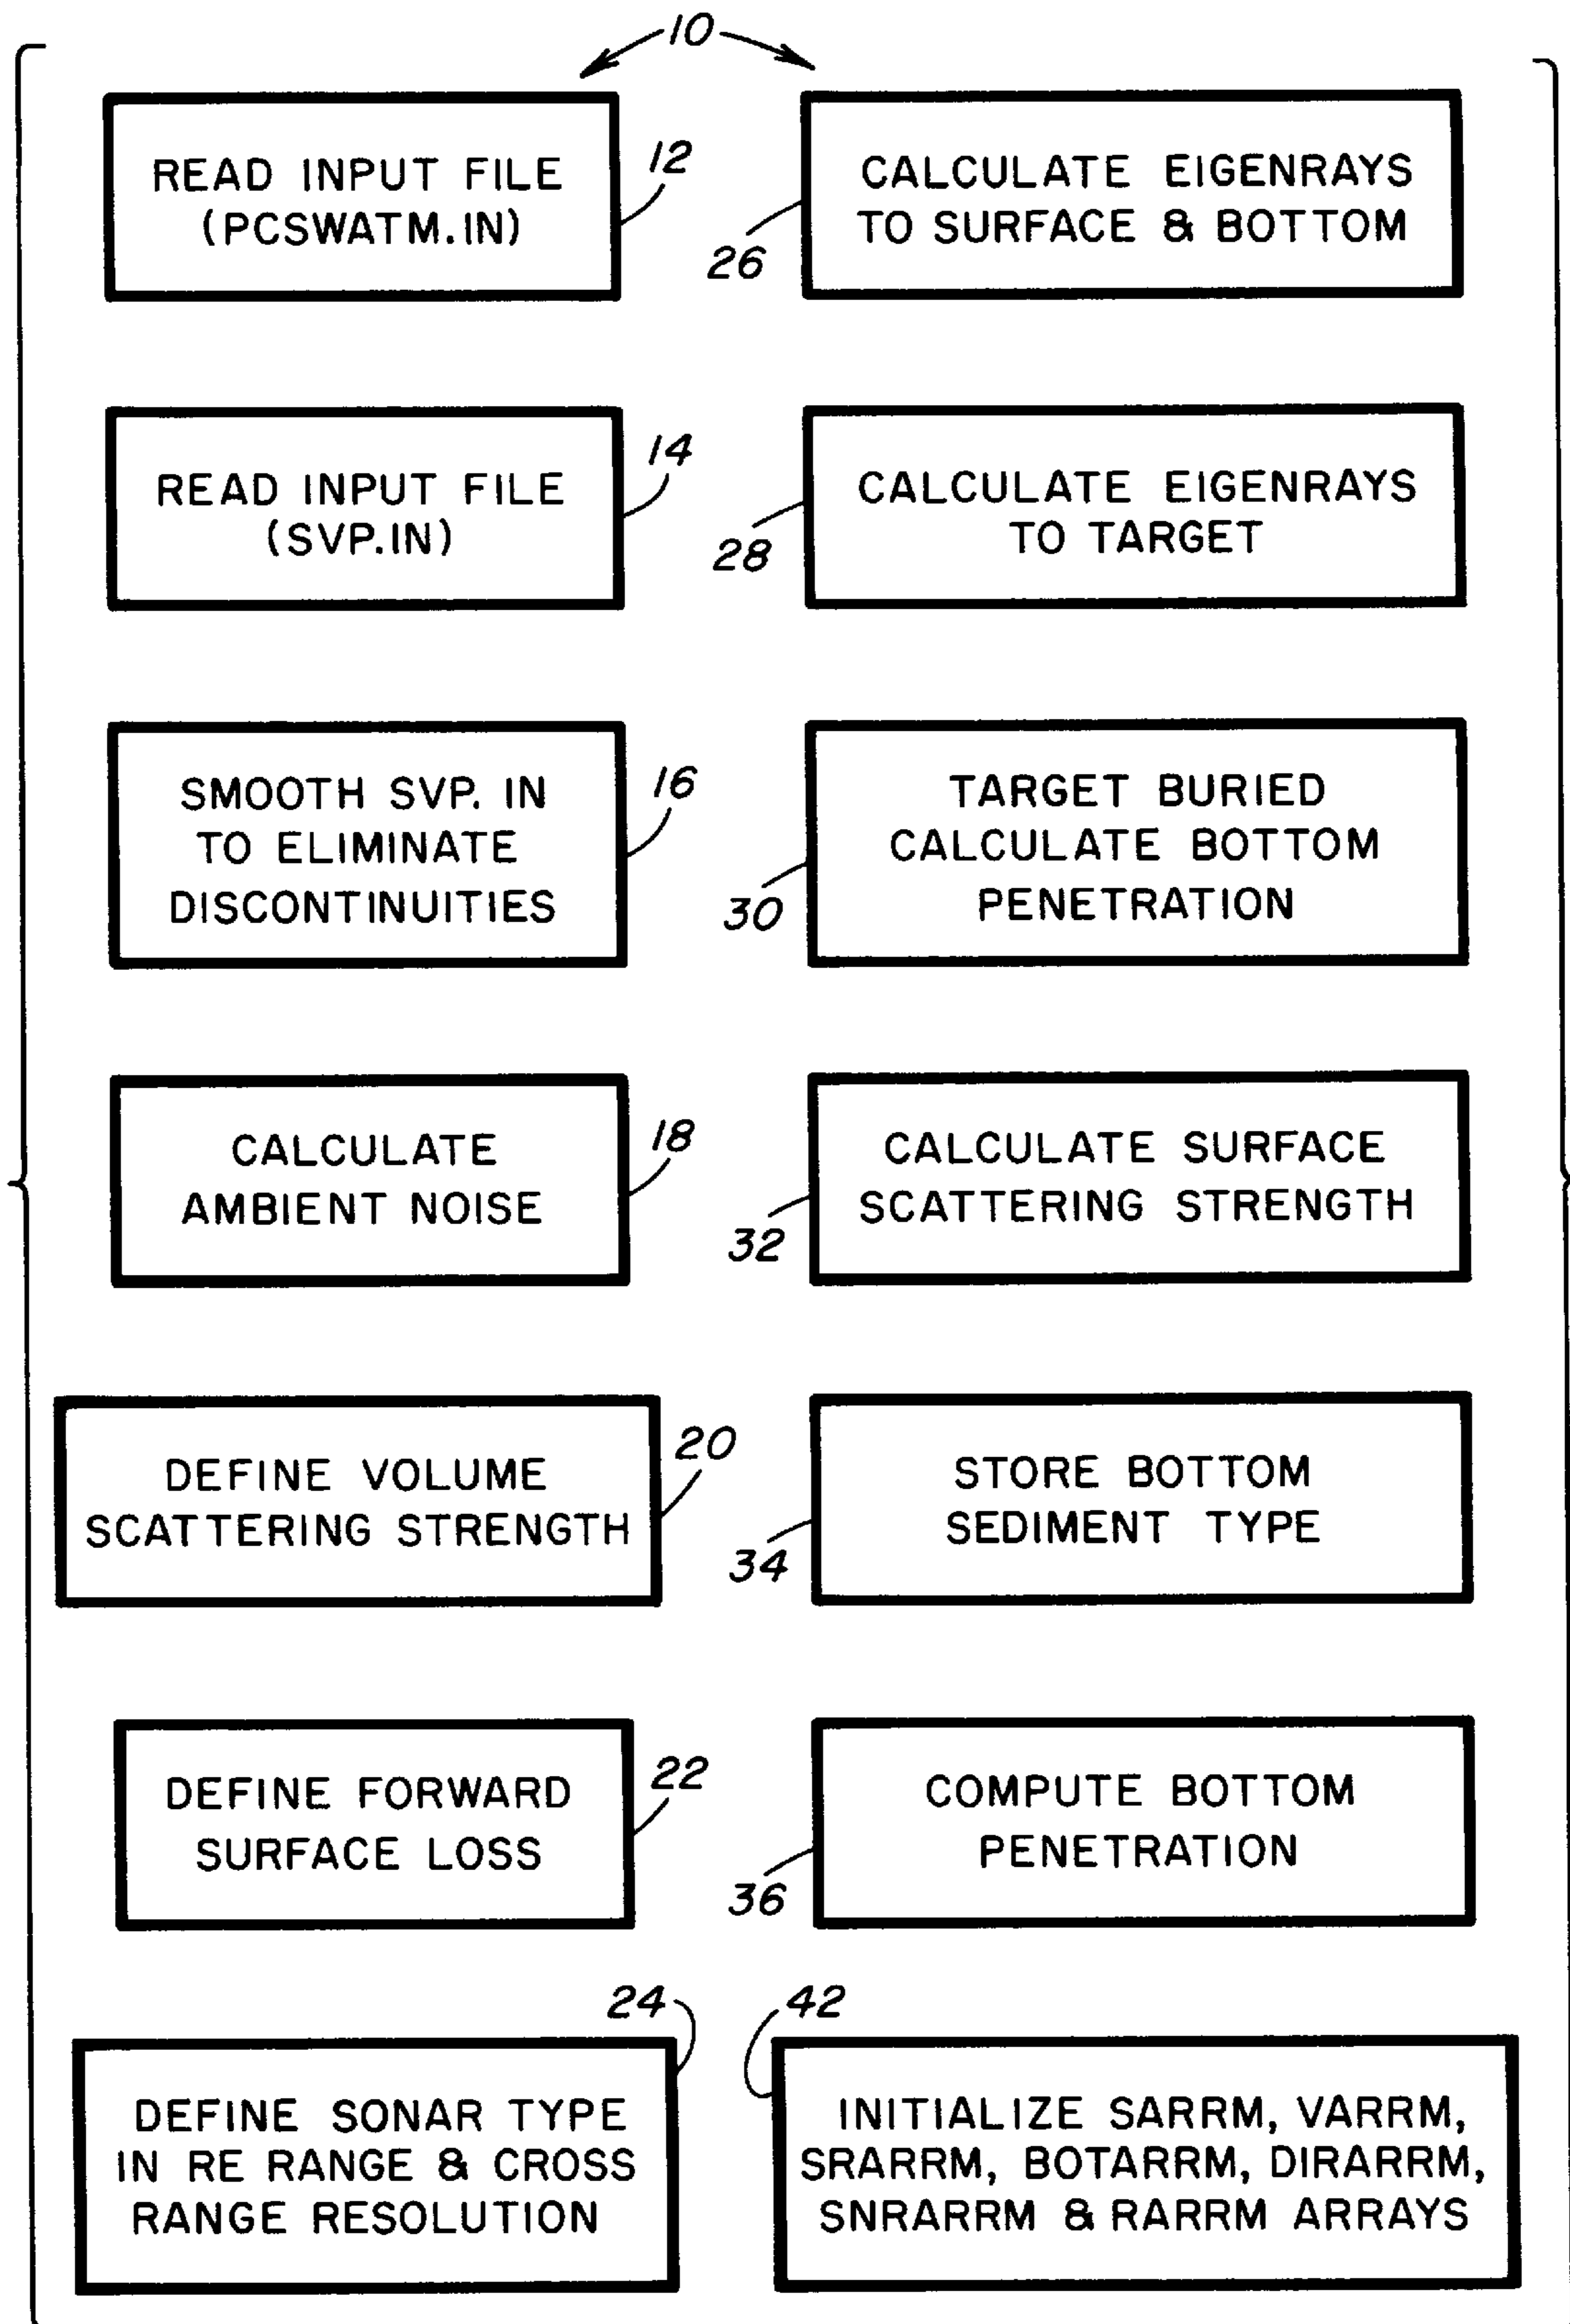 10
READ INPUT FILE
(PCSWATM.IN)
12
READ INPUT FILE
(SVP.IN)
14
SMOOTH SVP. IN
TO ELIMINATE
DISCONTINUITIES
16
CALCULATE
AMBIENT NOISE
18
DEFINE VOLUME
SCATTERING STRENGTH
20
DEFINE FORWARD
SURFACE LOSS
22
DEFINE SONAR TYPE
IN RE RANGE & CROSS
RANGE RESOLUTION
24
CALCULATE EIGENRAYS
TO SURFACE & BOTTOM
26
CALCULATE EIGENRAYS
TO TARGET
28
TARGET BURIED
CALCULATE BOTTOM
PENETRATION
30
CALCULATE SURFACE
SCATTERING STRENGTH
32
STORE BOTTOM
SEDIMENT TYPE
34
COMPUTE BOTTOM
PENETRATION
36
INITIALIZE SARRM, VARRM,
SRARRM, BOTARRM, DIRARRM,
SNRARRM & RARRM ARRAYS
42